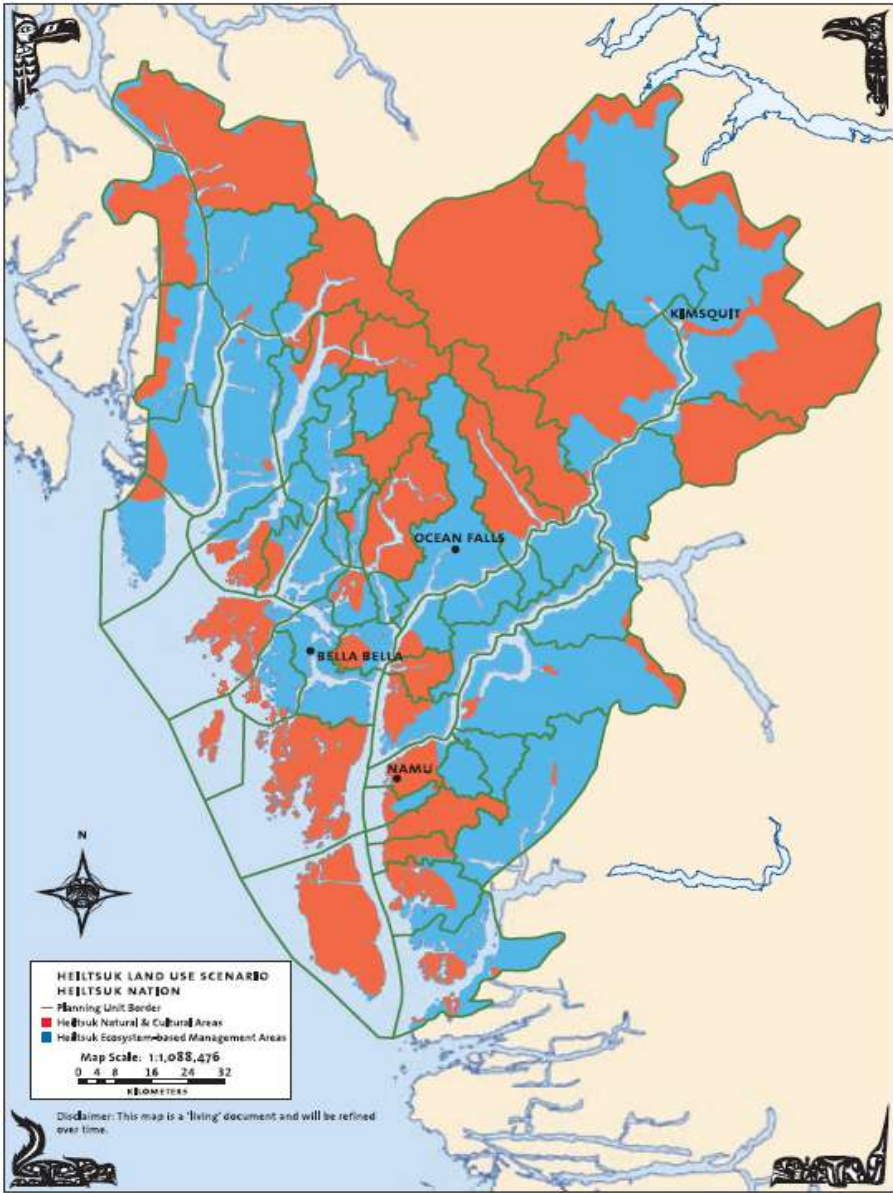 KIMSQUIT
OCEAN FALLS
BELLA BELLA
NAMU
N
HEILTSUK LAND USE SCENARIO
HEILTSUK NATION
Planning Unit Border
Heiltsuk Natural & Cultural Areas
Heiltsuk Ecosystem-based Management Areas
Map Scale: 1:1,088,476
0 4 8 16 24 32
KILOMETERS
Disclaimer: This map is a 'living' document and will be refined
over time.